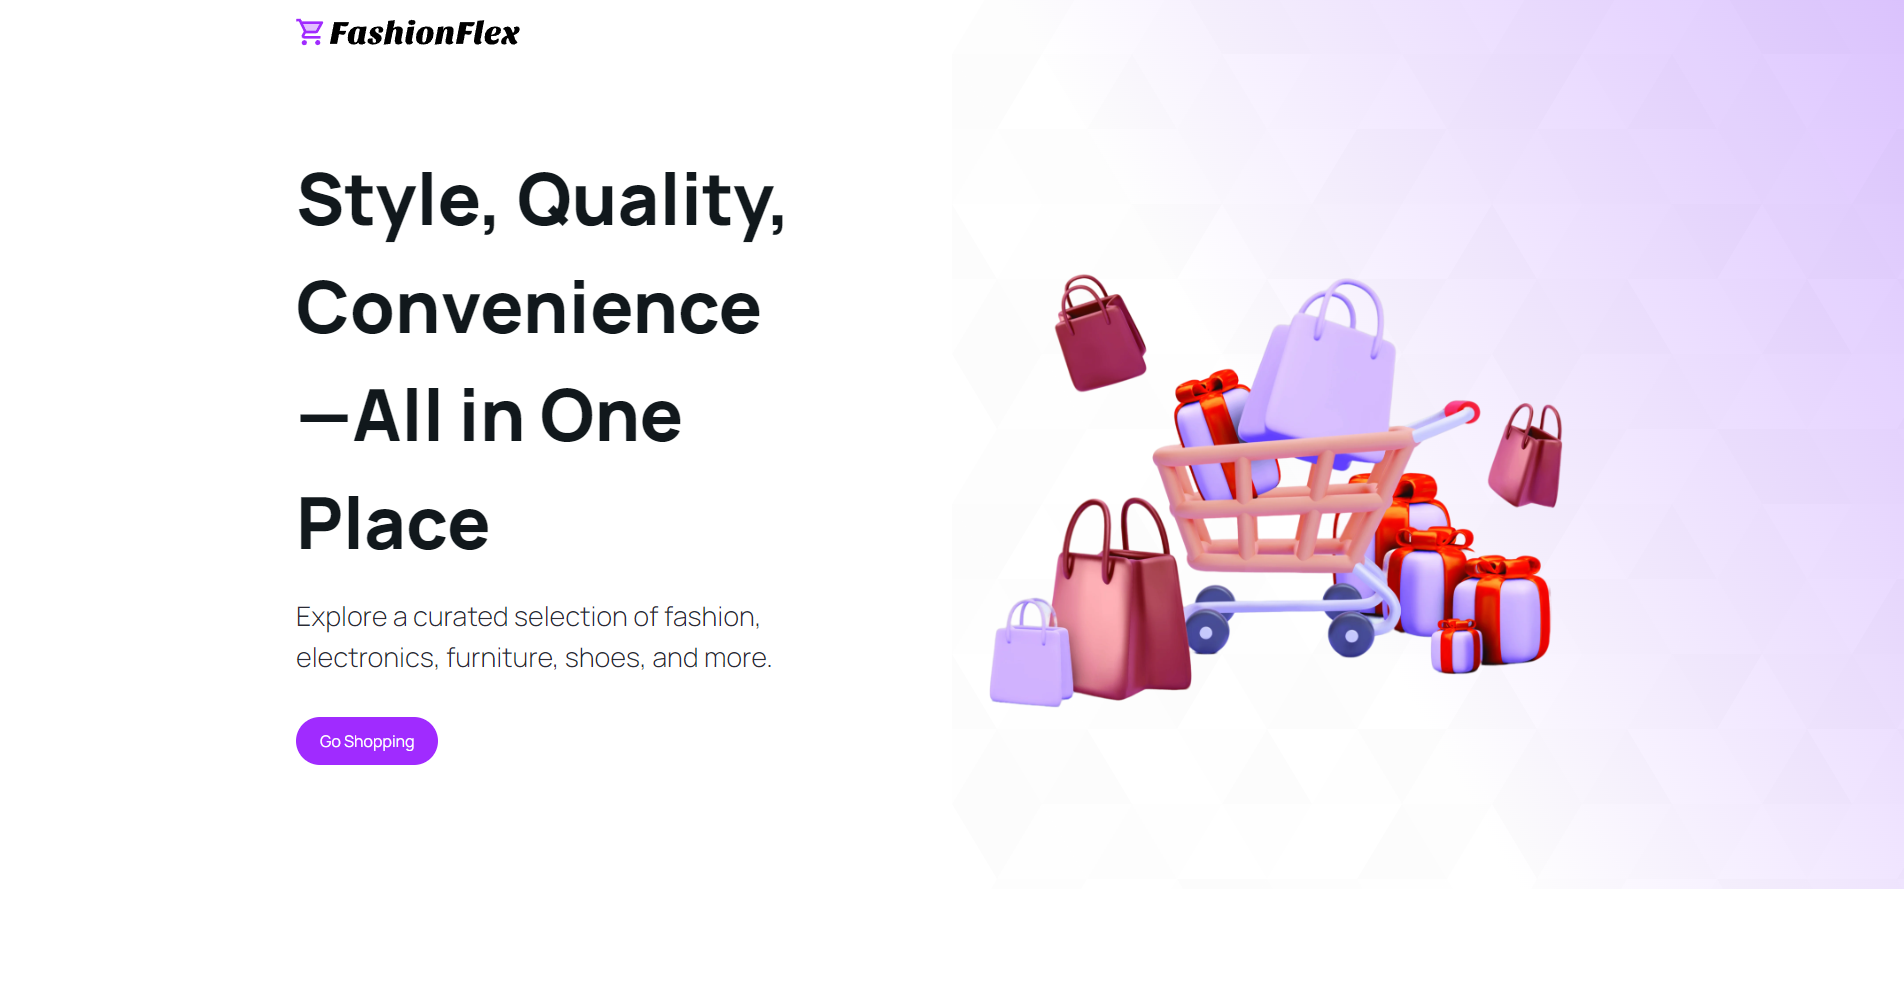 FashionFlex
Style, Quality,
Convenience
—All in One
Place
Explore a curated selection of fashion,
electronics, furniture, shoes, and more.
Go Shopping